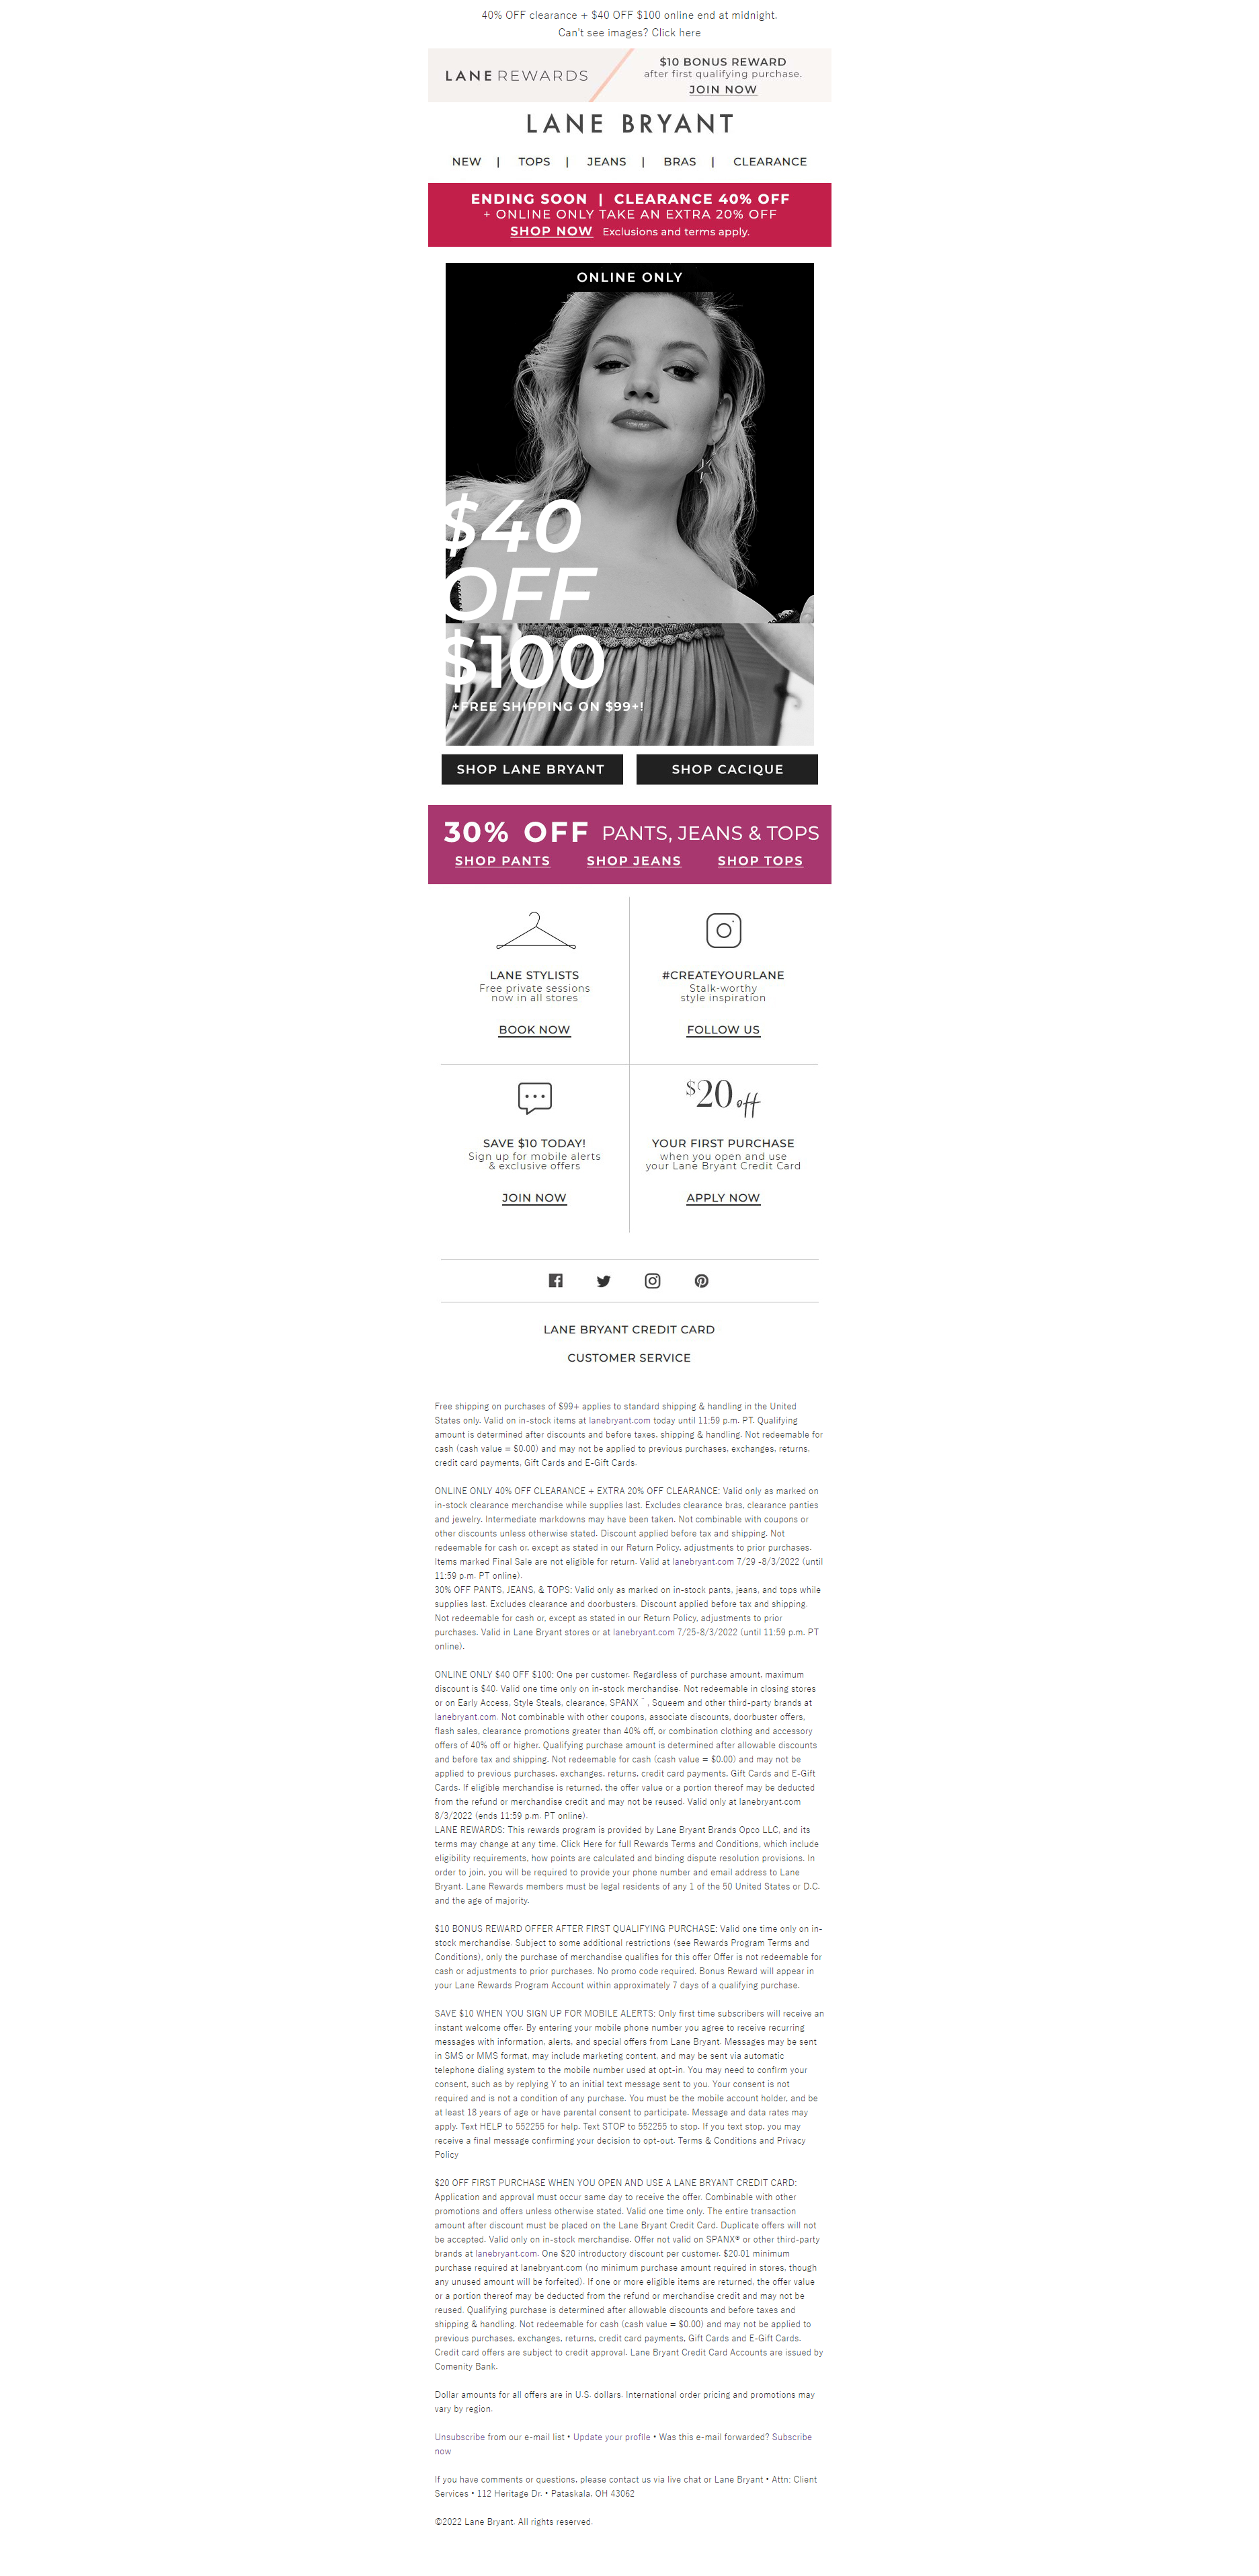 40% OFF clearance + $40 OFF $100 online end at midnight.
Can't see images? Click here
LANE REWARDS
$10 BONUS REWARD
after first qualifying purchase.
JOIN NOW
LANE BRYANT
NEW | TOPS | JEANS | BRAS | CLEARANCE
ENDING SOON | CLEARANCE 40% OFF
+ ONLINE ONLY TAKE AN EXTRA 20% OFF
SHOP NOW Exclusions and terms apply.
ONLINE ONLY
$40
OFF
$100
+FREE SHIPPING ON $99+!
SHOP LANE BRYANT
SHOP CACIQUE
30% OFF PANTS, JEANS & TOPS
SHOP PANTS SHOP JEANS SHOP TOPS
LANE STYLISTS
Free private sessions
now in all stores
BOOK NOW
#CREATEYOURLANE
Stalk-worthy
style inspiration
FOLLOW US
SAVE $10 TODAY!
Sign up for mobile alerts
& exclusive offers
JOIN NOW
$20 off
YOUR FIRST PURCHASE
when you open and use
your Lane Bryant Credit Card
APPLY NOW
LANE BRYANT CREDIT CARD
CUSTOMER SERVICE
Free shipping on purchases of $99+ applies to standard shipping & handling in the United
States only. Valid on in-stock items at lanebryant.com today until 11:59 p.m. PT. Qualifying
amount is determined after discounts and before taxes, shipping & handling. Not redeemable for
cash (cash value = $0.00) and may not be applied to previous purchases, exchanges, returns,
credit card payments, Gift Cards and E-Gift Cards.
ONLINE ONLY 40% OFF CLEARANCE + EXTRA 20% OFF CLEARANCE: Valid only as marked on
in-stock clearance merchandise while supplies last. Excludes clearance bras, clearance panties
and jewelry. Intermediate markdowns may have been taken. Not combinable with coupons or
other discounts unless otherwise stated. Discount applied before tax and shipping. Not
redeemable for cash or, except as stated in our Return Policy, adjustments to prior purchases.
Items marked Final Sale are not eligible for return. Valid at lanebryant.com 7/29 -8/3/2022 (until
11:59 p.m. PT online).
30% OFF PANTS, JEANS, & TOPS: Valid only as marked on in-stock pants, jeans, and tops while
supplies last. Excludes clearance and doorbusters. Discount applied before tax and shipping.
Not redeemable for cash or, except as stated in our Return Policy, adjustments to prior
purchases. Valid in Lane Bryant stores or at lanebryant.com 7/25-8/3/2022 (until 11:59 p.m. PT
online).
ONLINE ONLY $40 OFF $100: One per customer. Regardless of purchase amount, maximum
discount is $40. Valid one time only on in-stock merchandise. Not redeemable in closing stores
or on Early Access, Style Steals, clearance, SPANX ¨, Squeem and other third-party brands at
lanebryant.com. Not combinable with other coupons, associate discounts, doorbuster offers,
flash sales, clearance promotions greater than 40% off, or combination clothing and accessory
offers of 40% off or higher. Qualifying purchase amount is determined after allowable discounts
and before tax and shipping. Not redeemable for cash (cash value = $0.00) and may not be
applied to previous purchases, exchanges, returns, credit card payments, Gift Cards and E-Gift
Cards. If eligible merchandise is returned, the offer value or a portion thereof may be deducted
from the refund or merchandise credit and may not be reused. Valid only at lanebryant.com
8/3/2022 (ends 11:59 p.m. PT online).
LANE REWARDS: This rewards program is provided by Lane Bryant Brands Opco LLC, and its
terms may change at any time. Click Here for full Rewards Terms and Conditions, which include
eligibility requirements, how points are calculated and binding dispute resolution provisions. In
order to join, you will be required to provide your phone number and email address to Lane
Bryant. Lane Rewards members must be legal residents of any 1 of the 50 United States or D.C.
and the age of majority.
$10 BONUS REWARD OFFER AFTER FIRST QUALIFYING PURCHASE: Valid one time only on in-
stock merchandise. Subject to some additional restrictions (see Rewards Program Terms and
Conditions), only the purchase of merchandise qualifies for this offer Offer is not redeemable for
cash or adjustments to prior purchases. No promo code required. Bonus Reward will appear in
your Lane Rewards Program Account within approximately 7 days of a qualifying purchase.
SAVE $10 WHEN YOU SIGN UP FOR MOBILE ALERTS: Only first time subscribers will receive an
instant welcome offer. By entering your mobile phone number you agree to receive recurring
messages with information, alerts, and special offers from Lane Bryant. Messages may be sent
in SMS or MMS format, may include marketing content, and may be sent via automatic
telephone dialing system to the mobile number used at opt-in. You may need to confirm your
consent, such as by replying Y to an initial text message sent to you. Your consent is not
required and is not a condition of any purchase. You must be the mobile account holder, and be
at least 18 years of age or have parental consent to participate. Message and data rates may
apply. Text HELP to 552255 for help. Text STOP to 552255 to stop. If you text stop, you may
receive a final message confirming your decision to opt-out. Terms & Conditions and Privacy
Policy
$20 OFF FIRST PURCHASE WHEN YOU OPEN AND USE A LANE BRYANT CREDIT CARD:
Application and approval must occur same day to receive the offer. Combinable with other
promotions and offers unless otherwise stated. Valid one time only. The entire transaction
amount after discount must be placed on the Lane Bryant Credit Card. Duplicate offers will not
be accepted. Valid only on in-stock merchandise. Offer not valid on SPANX® or other third-party
brands at lanebryant.com. One $20 introductory discount per customer. $20.01 minimum
purchase required at lanebryant.com (no minimum purchase amount required in stores, though
any unused amount will be forfeited). If one or more eligible items are returned, the offer value
or a portion thereof may be deducted from the refund or merchandise credit and may not be
reused. Qualifying purchase is determined after allowable discounts and before taxes and
shipping & handling. Not redeemable for cash (cash value = $0.00) and may not be applied to
previous purchases, exchanges, returns, credit card payments, Gift Cards and E-Gift Cards.
Credit card offers are subject to credit approval. Lane Bryant Credit Card Accounts are issued by
Comenity Bank.
Dollar amounts for all offers are in U.S. dollars. International order pricing and promotions may
vary by region.
Unsubscribe from our e-mail list • Update your profile • Was this e-mail forwarded? Subscribe
now
If you have comments or questions, please contact us via live chat or Lane Bryant • Attn: Client
Services • 112 Heritage Dr. • Pataskala, OH 43062
©2022 Lane Bryant. All rights reserved.